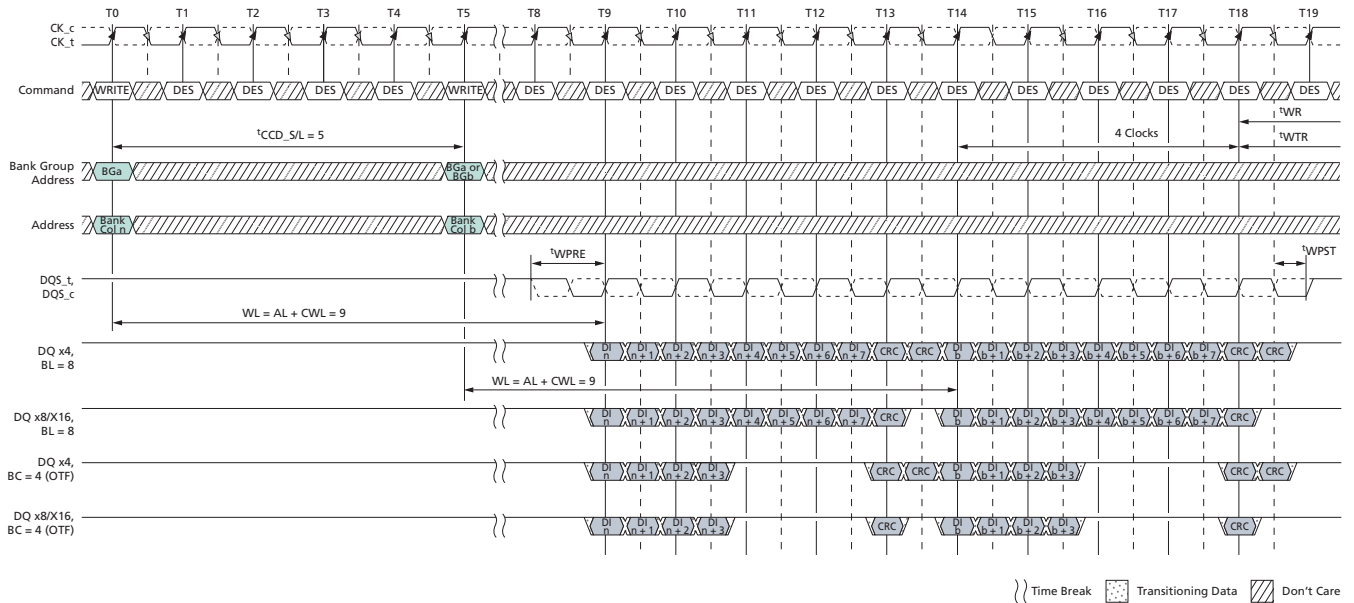 T0 T1 T2 T3 T4 T5 T8 T9 T10 T11 T12 T13 T14 T15 T16 T17 T18 T19
CK_c
CK_t
Command WRITE DES DES DES DES WRITE DES DES DES DES DES DES DES DES DES DES DES DES
tWR
tCCD_S/L = 5 4 Clocks tWTR
Bank Group
Address
BGa
BGa or
BGb
Address
Bank
Col n
Bank
Col b
tWPRE tWPST
DQS_t,
DQS_c
WL = AL + CWL = 9
DQ x4,
BL = 8
DI n DI n + 1 DI n + 2 DI n + 3 DI n + 4 DI n + 5 DI n + 6 DI n + 7 CRC CRC DI b DI b + 1 DI b + 2 DI b + 3 DI b + 4 DI b + 5 DI b + 6 DI b + 7 CRC CRC
WL = AL + CWL = 9
DQ x8/X16,
BL = 8
DI n DI n + 1 DI n + 2 DI n + 3 DI n + 4 DI n + 5 DI n + 6 DI n + 7 CRC DI b DI b + 1 DI b + 2 DI b + 3 DI b + 4 DI b + 5 DI b + 6 DI b + 7 CRC
DQ x4,
BC = 4 (OTF)
DI n DI n + 1 DI n + 2 DI n + 3 CRC CRC DI b DI b + 1 DI b + 2 DI b + 3 CRC CRC
DQ x8/X16,
BC = 4 (OTF)
DI n DI n + 1 DI n + 2 DI n + 3 CRC DI b DI b + 1 DI b + 2 DI b + 3 CRC
Time Break Transitioning Data Don't Care